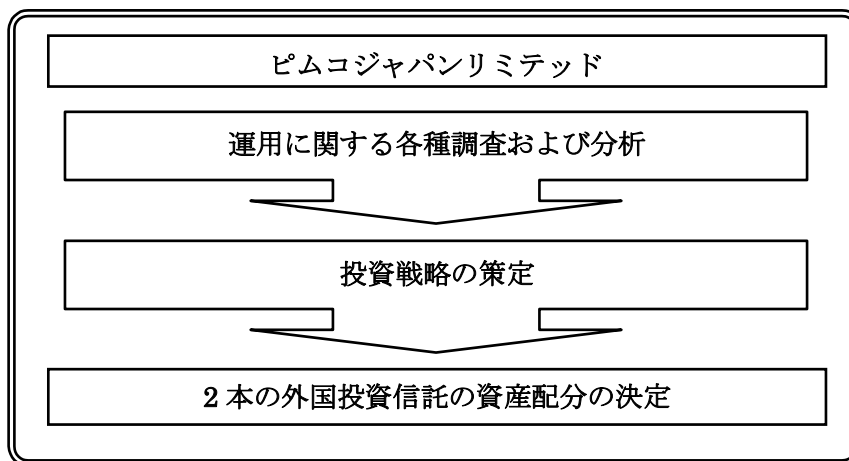 ピムコジャパンリミテッド
運用に関する各種調査および分析
投資戦略の策定
2 本の外国投資信託の資産配分の決定